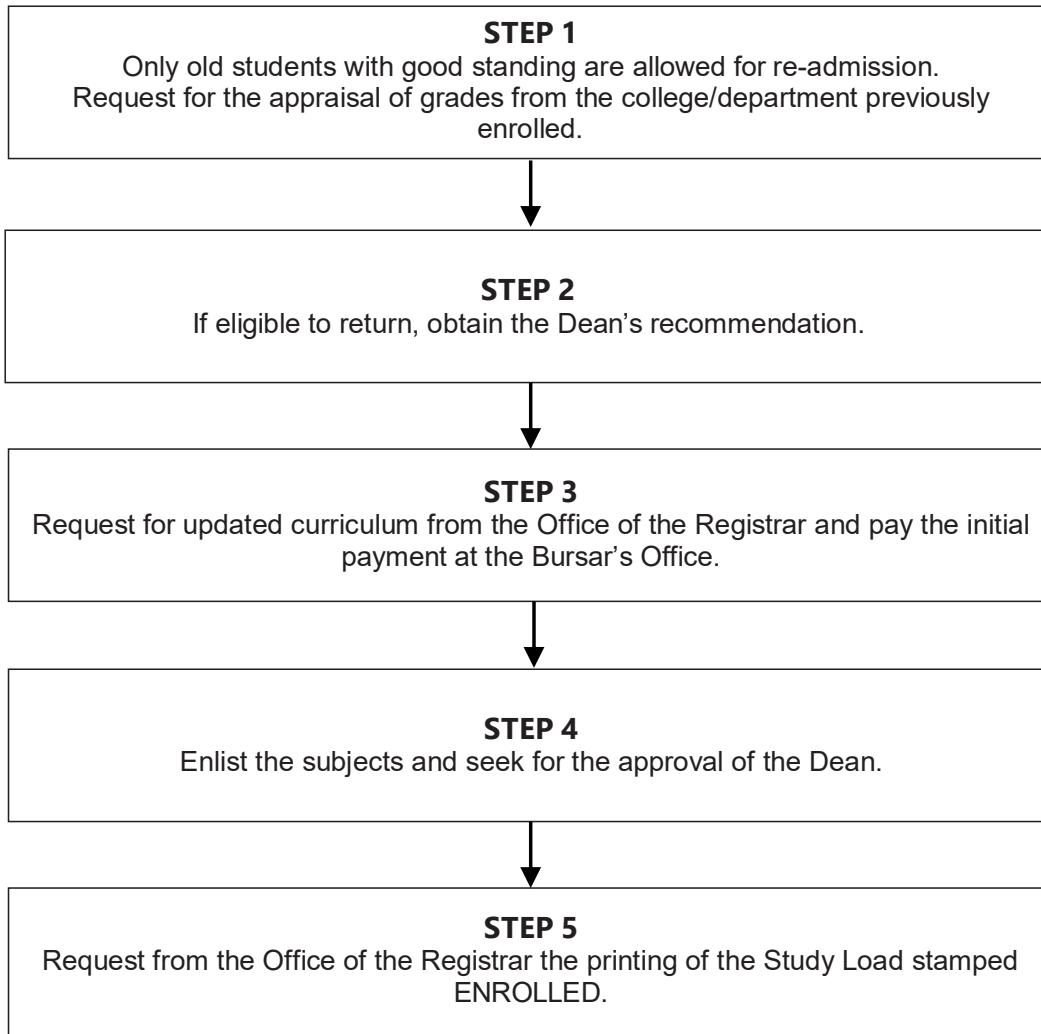 STEP 1
Only old students with good standing are allowed for re-admission.
Request for the appraisal of grades from the college/department previously
enrolled.
STEP 2
If eligible to return, obtain the Dean’s recommendation.
STEP 3
Request for updated curriculum from the Office of the Registrar and pay the initial
payment at the Bursar’s Office.
STEP 4
Enlist the subjects and seek for the approval of the Dean.
STEP 5
Request from the Office of the Registrar the printing of the Study Load stamped
ENROLLED.